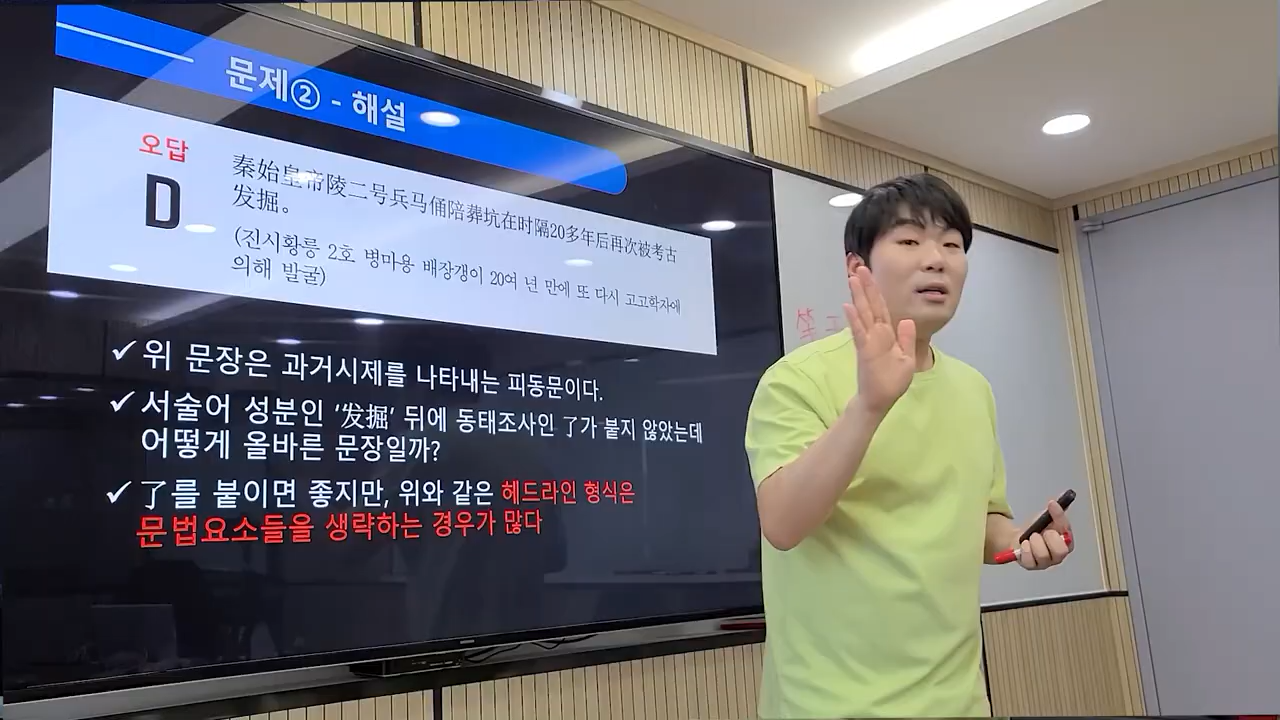 문제② - 해설
오답
D
秦始皇帝陵二号兵马俑陪葬坑在时隔20多年后再次被考古
发掘。
(진시황릉 2호 병마용 배장갱이 20여 년 만에 또 다시 고고학자에
의해 발굴)
✓ 위 문장은 과거시제를 나타내는 피동문이다.
✓ 서술어 성분인 ‘发掘’ 뒤에 동태조사인 了가 붙지 않았는데
어떻게 올바른 문장일까?
✓ 了를 붙이면 좋지만, 위와 같은 헤드라인 형식은
문법요소들을 생략하는 경우가 많다